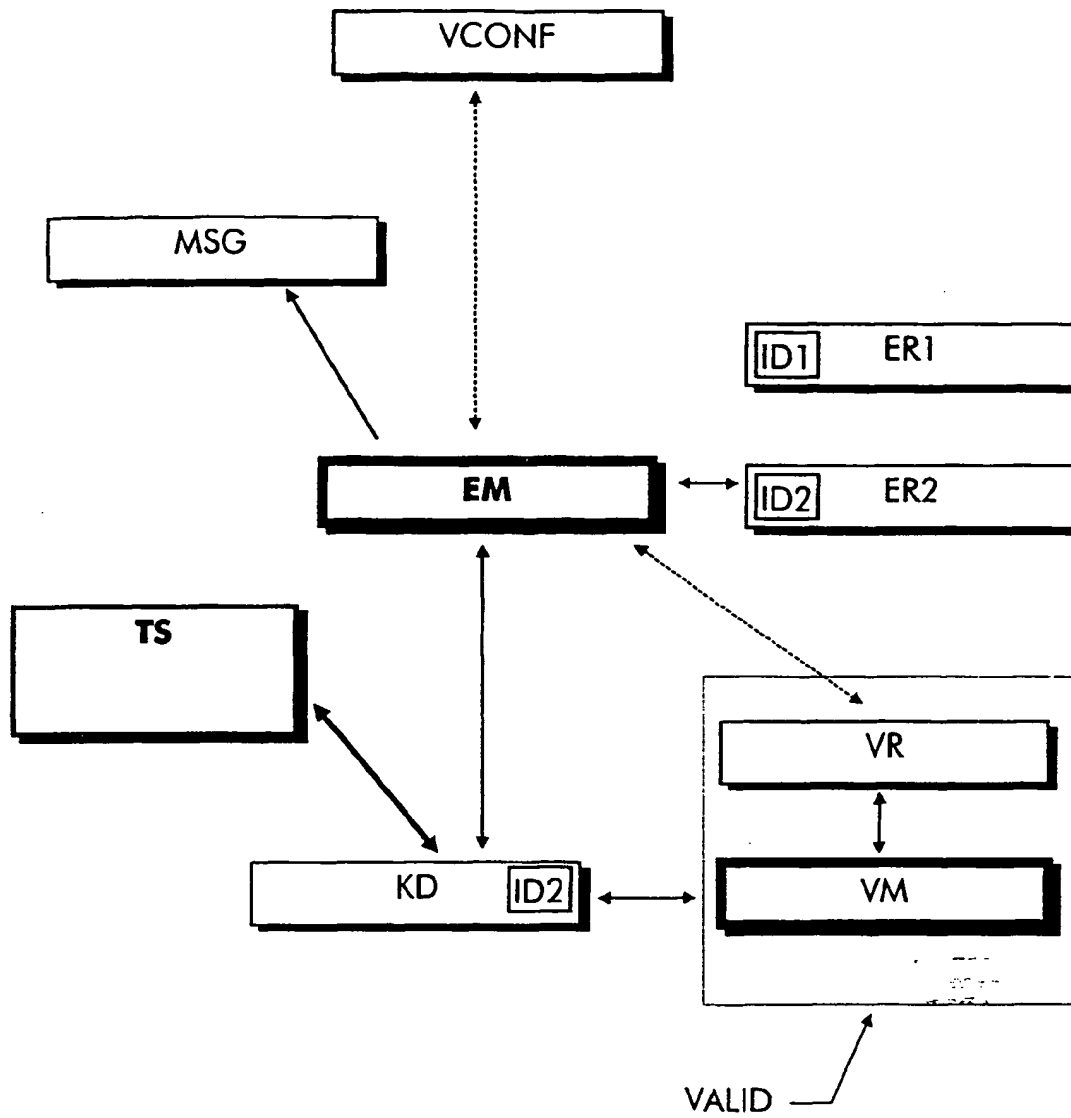 VCONF
MSG
ID1 ER1
EM
ID2 ER2
TS
VR
KD ID2
VM
VALID